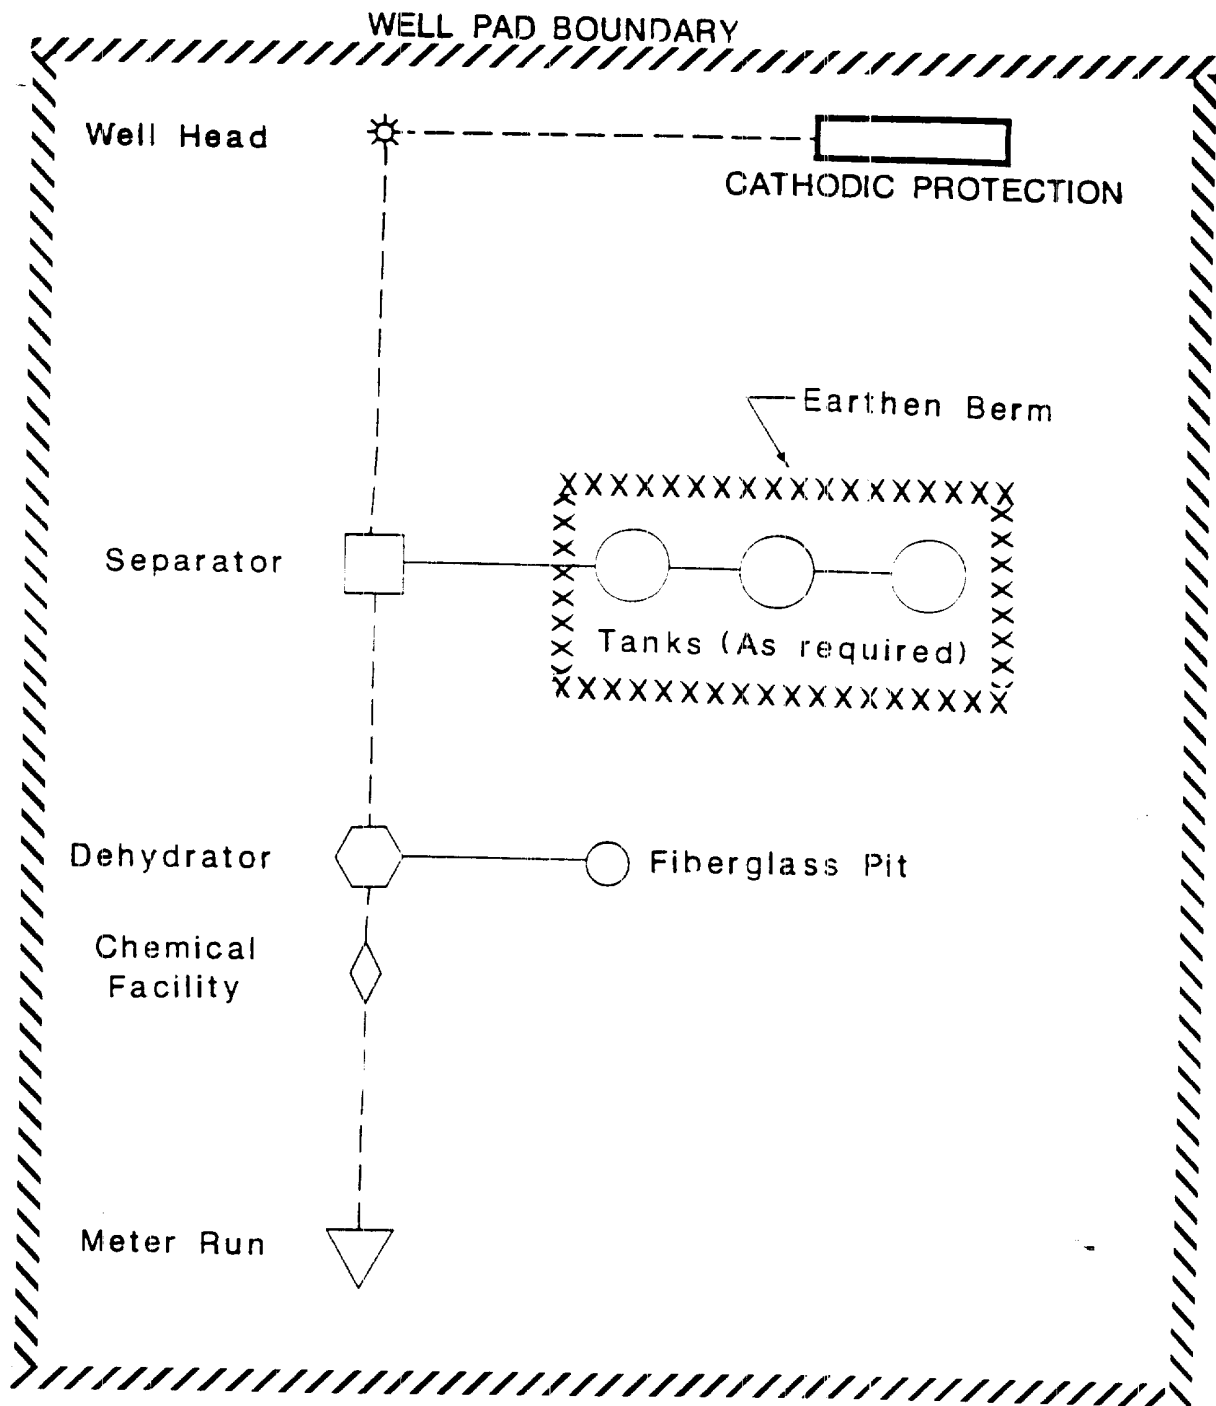 WELL PAD BOUNDARY
Well Head
CATHODIC PROTECTION
Earthen Berm
Separator
Tanks (As required)
Dehydrator
Fiberglass Pit
Chemical
Facility
Meter Run